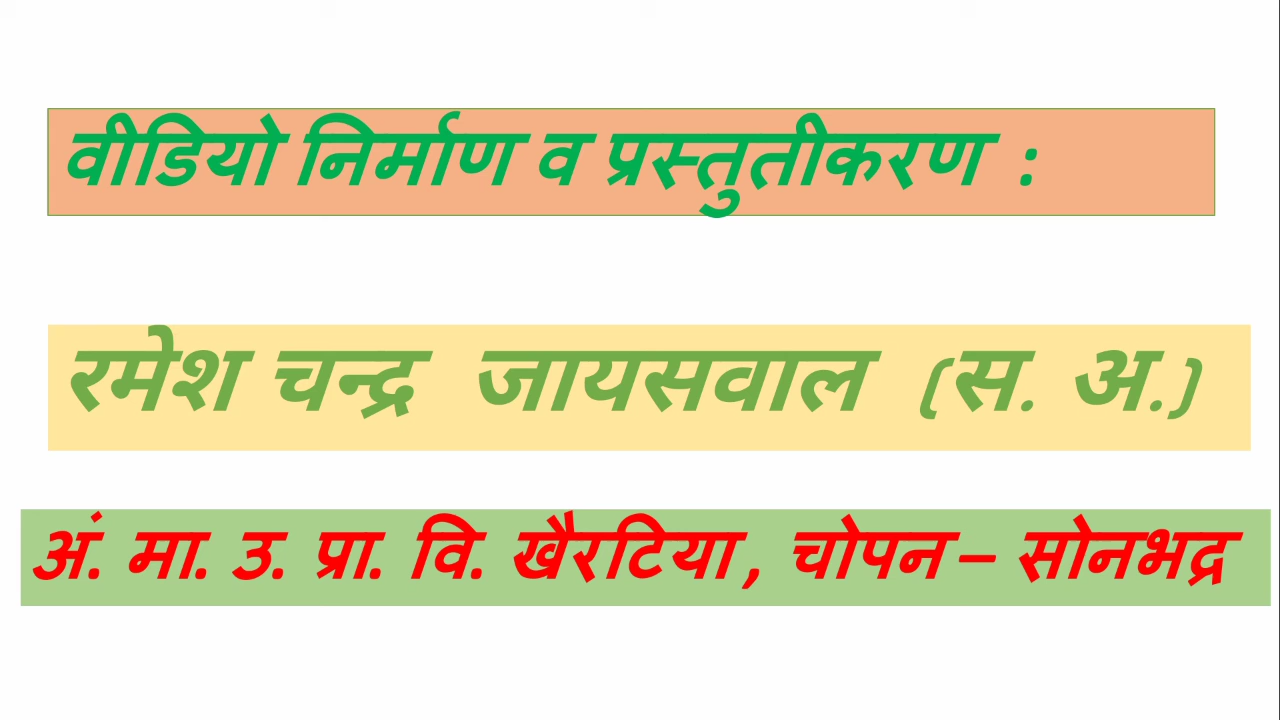 वीडियो निर्माण व प्रस्तुतीकरण :
रमेश चन्द्र जायसवाल (स. अ.)
अं. मा. उ. प्रा. वि. खैरटिया, चोपन – सोनभद्र